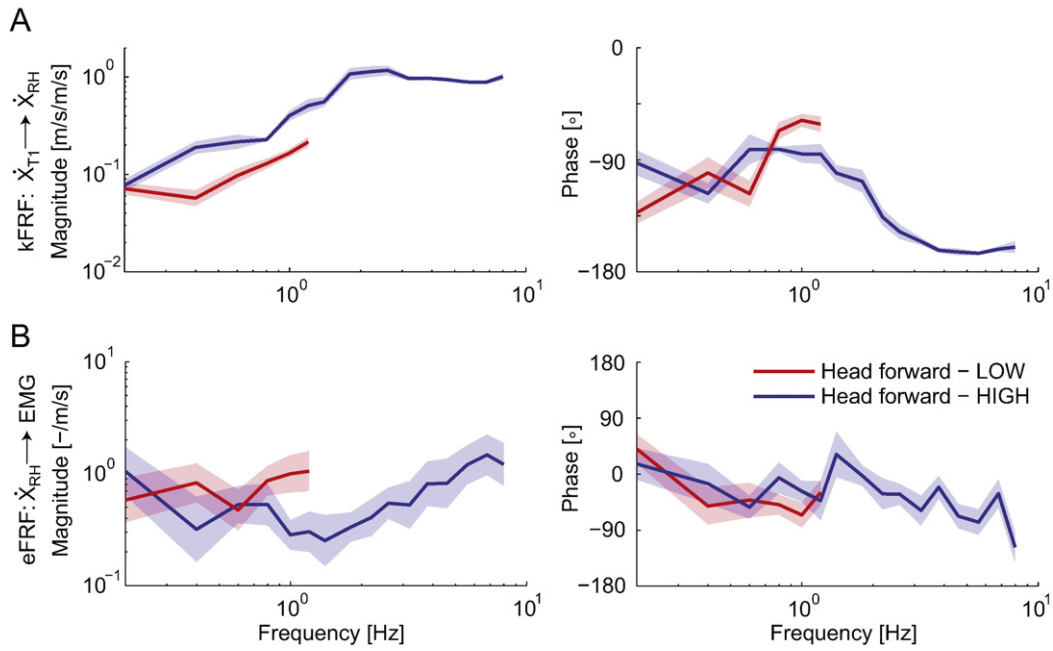 A
kFRF: Ẋ_T1 ⟶ Ẋ_RH
Magnitude [m/s/m/s]
10^0
10^-1
10^-2
10^0
10^1
Phase [∘]
0
−90
−180
10^0
10^1
B
eFRF: Ẋ_RH ⟶ EMG
Magnitude [−/m/s]
10^1
10^0
10^-1
10^0
10^1
Frequency [Hz]
Phase [∘]
180
90
0
−90
−180
Head forward − LOW
Head forward − HIGH
10^0
10^1
Frequency [Hz]